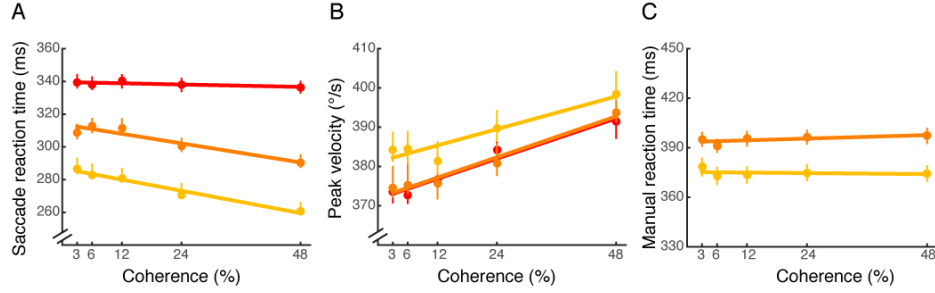 A
Saccade reaction time (ms)
360
340
320
300
280
260
3 6 12 24 48
Coherence (%)
B
Peak velocity (°/s)
410
400
390
380
370
3 6 12 24 48
Coherence (%)
C
Manual reaction time (ms)
450
420
390
360
330
3 6 12 24 48
Coherence (%)